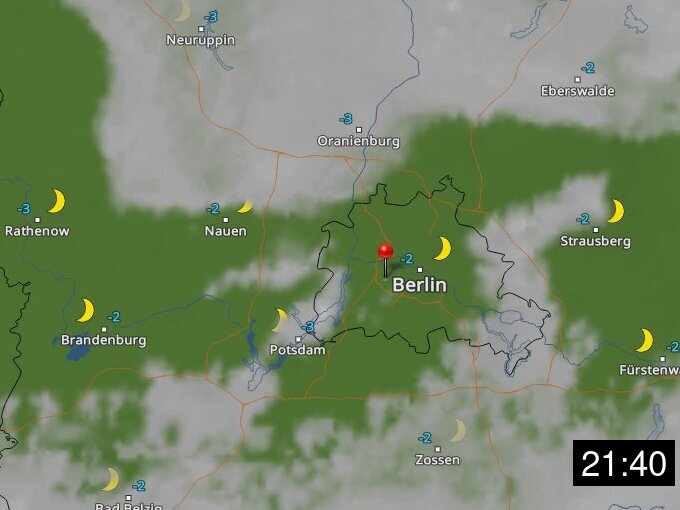 -3
Neuruppin
-2
Eberswalde
-3
Oranienburg
-3
Rathenow
-2
Nauen
-2
Strausberg
-2
Berlin
-2
Brandenburg
-3
Potsdam
-2
Fürstenwa
-2
Zossen
21:40
-2
Bad Belzig